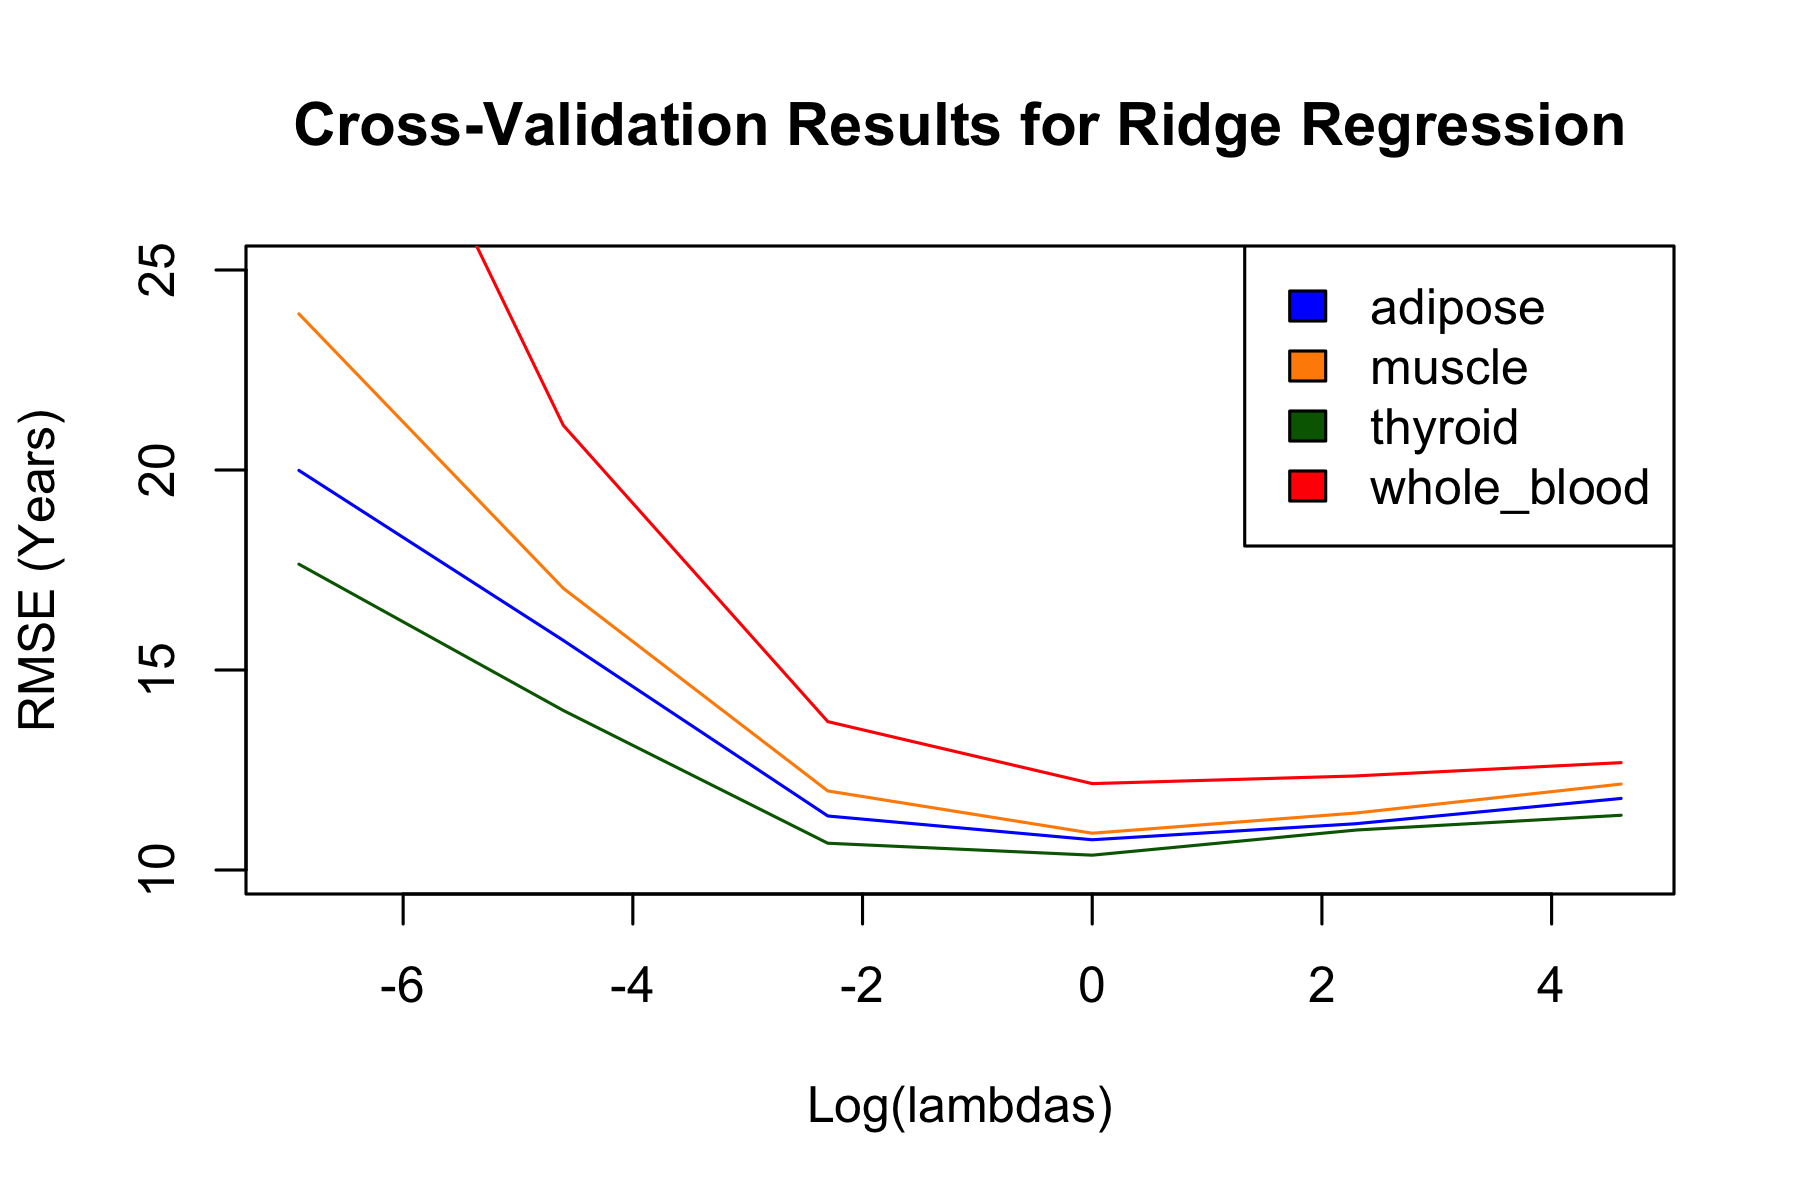 Cross-Validation Results for Ridge Regression
RMSE (Years)
25
20
15
10
adipose
muscle
thyroid
whole_blood
-6 -4 -2 0 2 4
Log(lambdas)